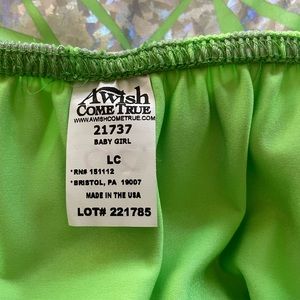 A Wish
COME TRUE
WWW.AWISHCOMETRUE.COM
21737
BABY GIRL
LC
*RN# 151112
*BRISTOL, PA 19007
MADE IN THE USA
LOT# 221785